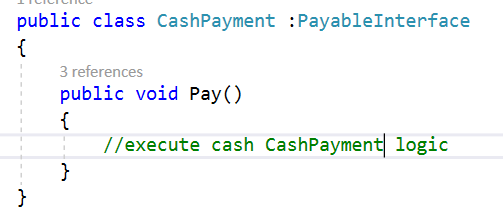 1 reference
public class CashPayment :PayableInterface
{
3 references
public void Pay()
{
//execute cash CashPayment logic
}
}